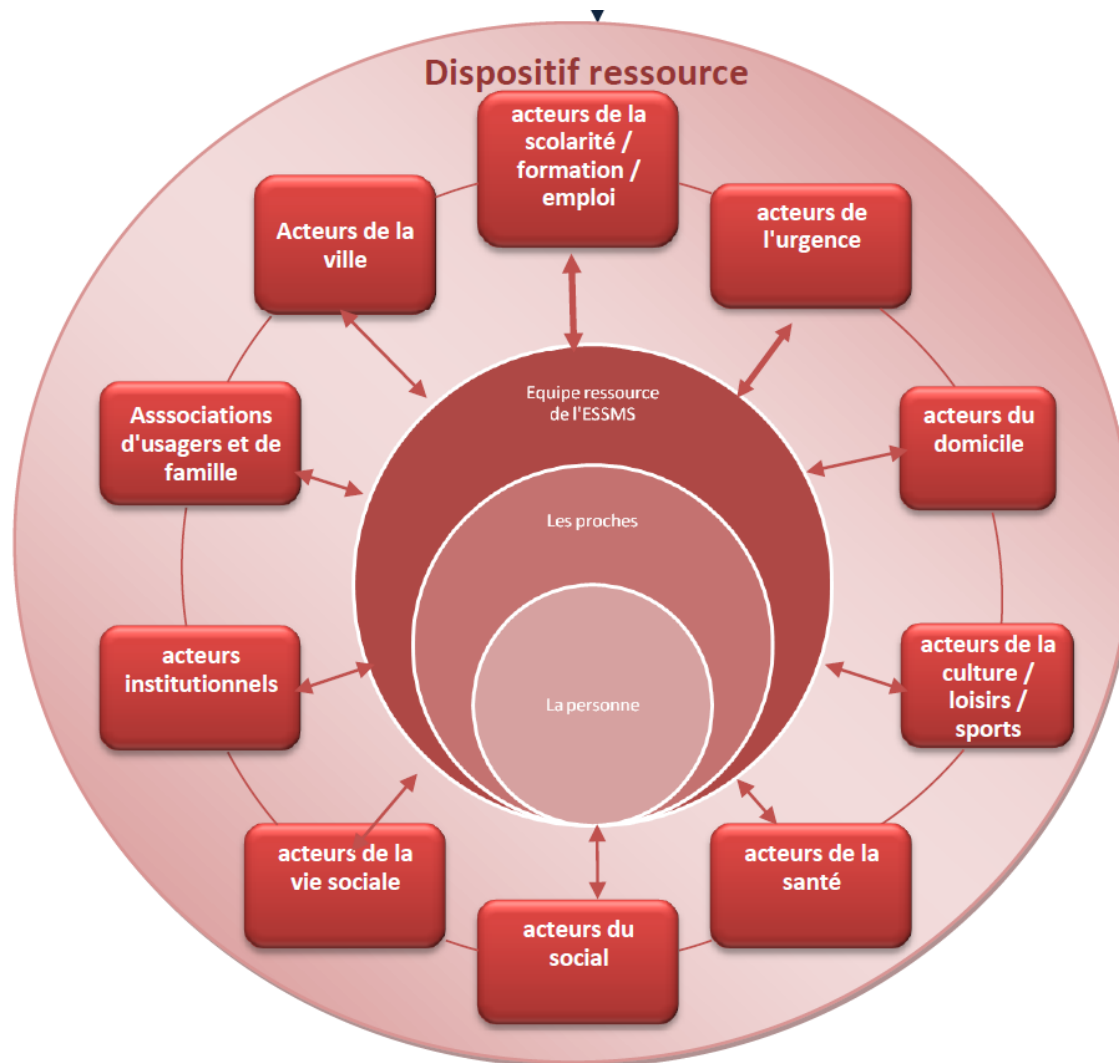 Dispositif ressource
acteurs de la
scolarité /
formation /
emploi
acteurs de
l'urgence
acteurs du
domicile
acteurs de la
culture /
loisirs /
sports
acteurs de la
santé
acteurs du
social
acteurs de la
vie sociale
acteurs
institutionnels
Asssociations
d'usagers et de
famille
Acteurs de la
ville
Equipe ressource
de l'ESSMS
Les proches
La personne